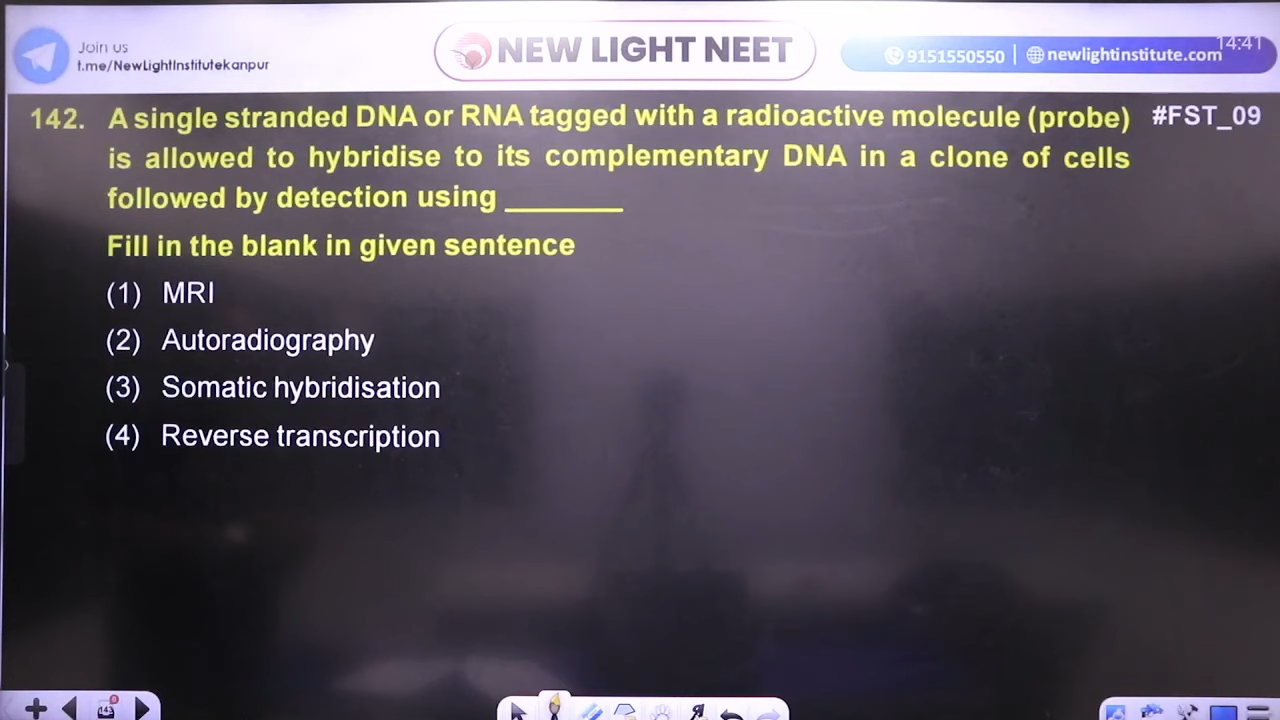 Join us
t.me/NewLightInstitutekanpur
NEW LIGHT NEET
9151550550 | newlightinstitute.com
14:41
142. A single stranded DNA or RNA tagged with a radioactive molecule (probe) #FST_09
is allowed to hybridise to its complementary DNA in a clone of cells
followed by detection using ________
Fill in the blank in given sentence
(1) MRI
(2) Autoradiography
(3) Somatic hybridisation
(4) Reverse transcription
143